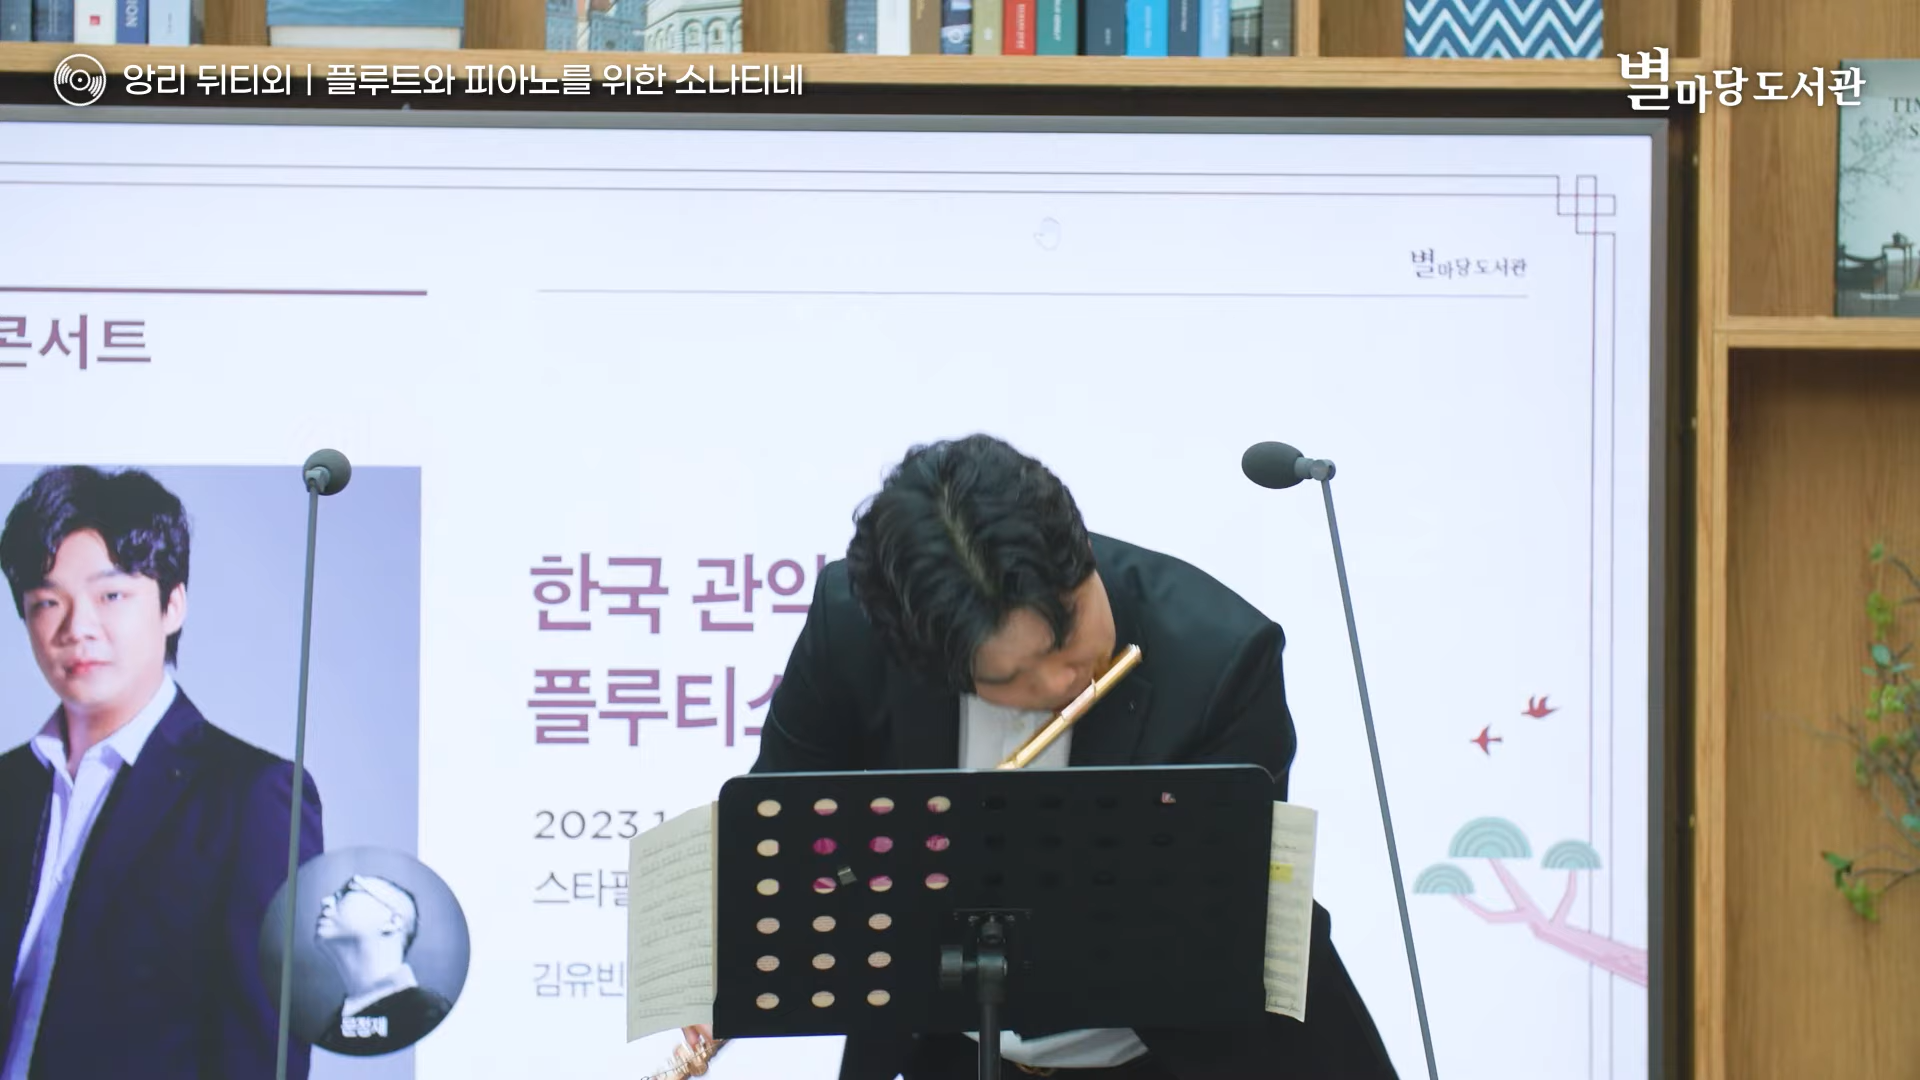 앙리 뒤티외 | 플루트와 피아노를 위한 소나티네
별마당도서관
별마당도서관
콘서트
한국 관의
플루티스
2023.1
스타필
김유빈
문정재